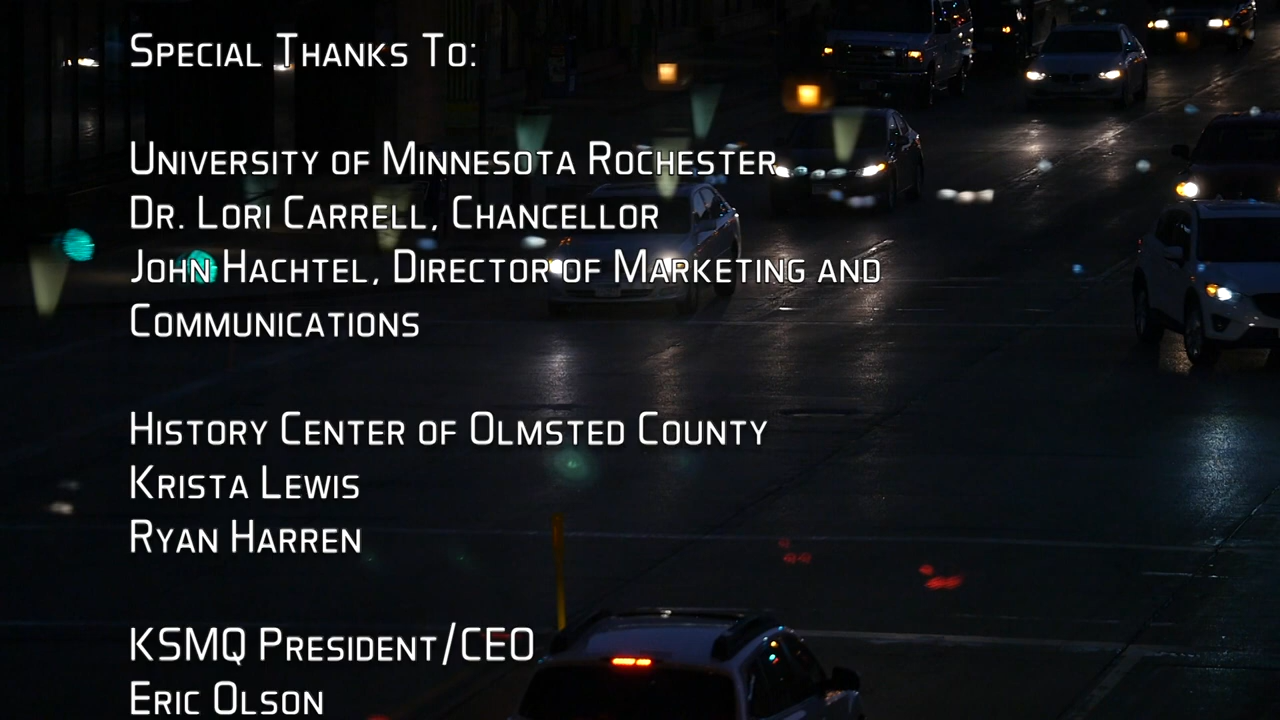 Special Thanks To:
University of Minnesota Rochester
Dr. Lori Carrell, Chancellor
John Hachtel, Director of Marketing and
Communications
History Center of Olmsted County
Krista Lewis
Ryan Harren
KSMQ President/CEO
Eric Olson